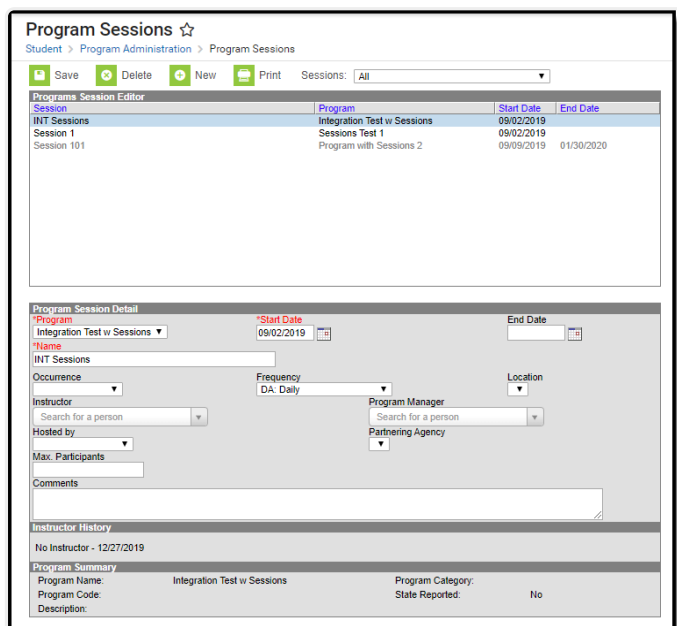 Program Sessions
Student > Program Administration > Program Sessions
Save Delete New Print Sessions: All
Programs Session Editor
Session Program Start Date End Date
INT Sessions Integration Test w Sessions 09/02/2019
Session 1 Sessions Test 1 09/02/2019
Session 101 Program with Sessions 2 09/09/2019 01/30/2020
Program Session Detail
*Program *Start Date End Date
Integration Test w Sessions 09/02/2019
*Name
INT Sessions
Occurrence Frequency Location
DA: Daily
Instructor Program Manager
Search for a person Search for a person
Hosted by Partnering Agency
Max. Participants
Comments
Instructor History
No Instructor - 12/27/2019
Program Summary
Program Name: Integration Test w Sessions Program Category:
Program Code: State Reported: No
Description: